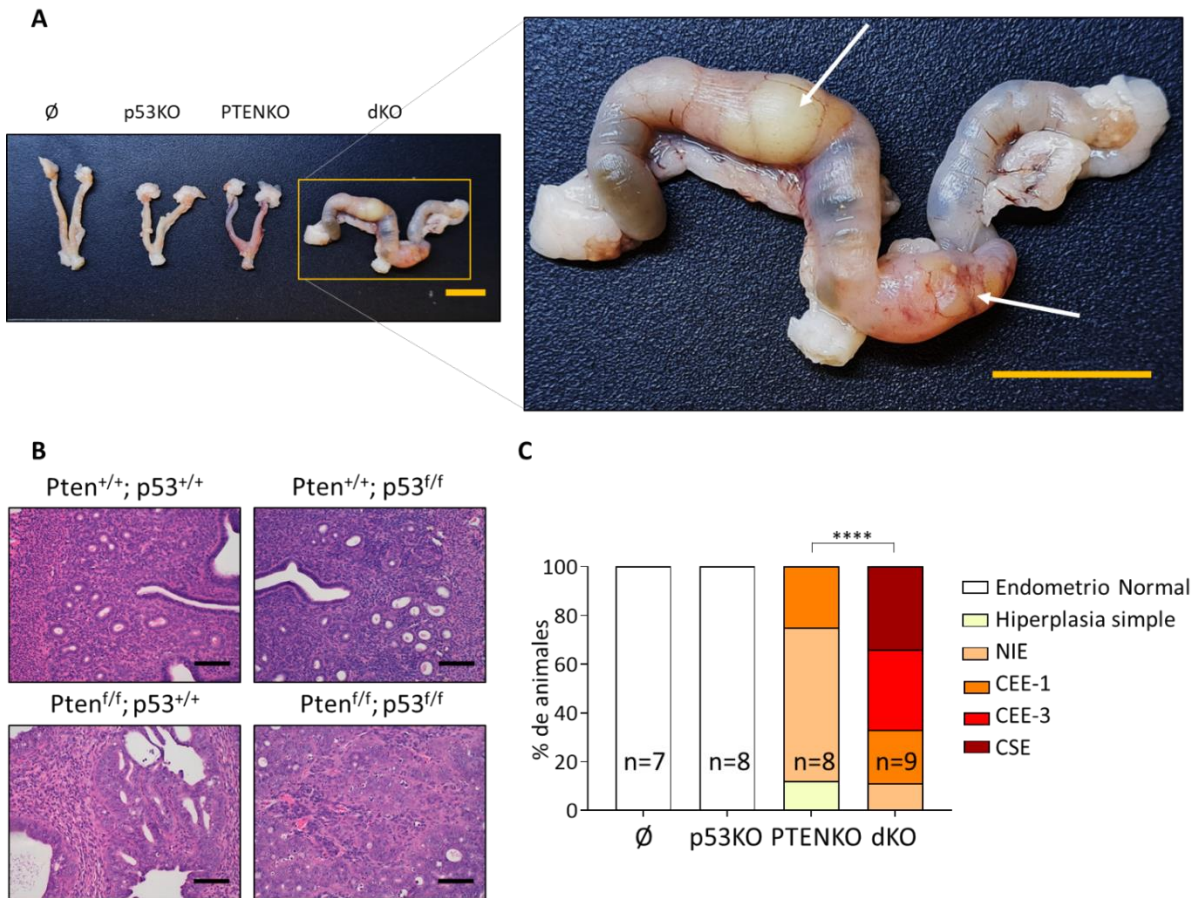 A
Ø p53KO PTENKO dKO
B
Pten+/+; p53+/+ Pten+/+; p53f/f
Ptenf/f; p53+/+ Ptenf/f; p53f/f
C
****
% de animales
100
80
60
40
20
0
n=7 n=8 n=8 n=9
Ø p53KO PTENKO dKO
Endometrio Normal
Hiperplasia simple
NIE
CEE-1
CEE-3
CSE